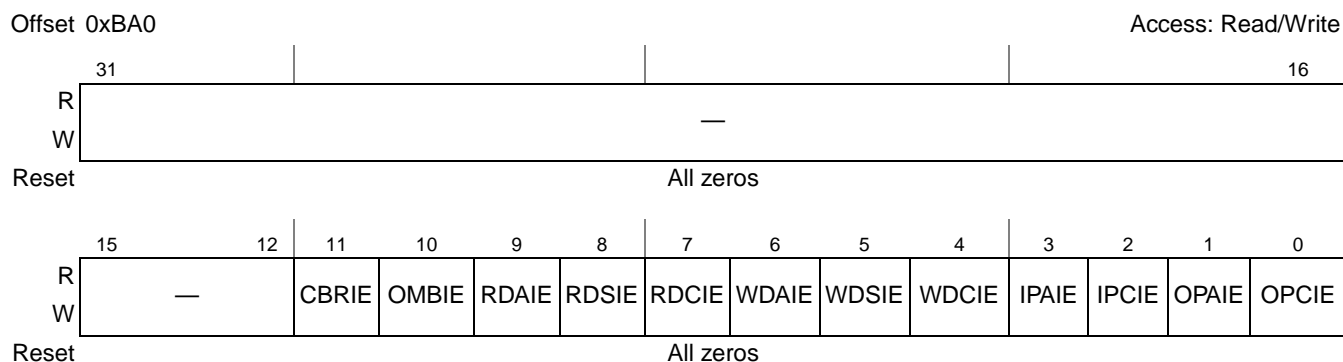 Offset 0xBA0 Access: Read/Write
31 16
R
—
W
Reset All zeros
15 12 11 10 9 8 7 6 5 4 3 2 1 0
R
— CBRIE OMBIE RDAIE RDSIE RDCIE WDAIE WDSIE WDCIE IPAIE IPCIE OPAIE OPCIE
W
Reset All zeros